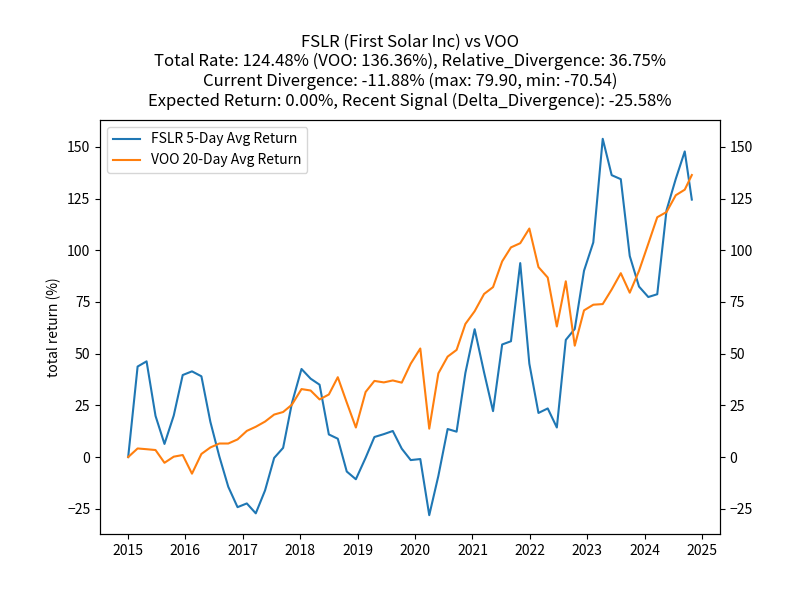 FSLR (First Solar Inc) vs VOO
Total Rate: 124.48% (VOO: 136.36%), Relative_Divergence: 36.75%
Current Divergence: -11.88% (max: 79.90, min: -70.54)
Expected Return: 0.00%, Recent Signal (Delta_Divergence): -25.58%
FSLR 5-Day Avg Return
VOO 20-Day Avg Return
total return (%)
150
125
100
75
50
25
0
−25
150
125
100
75
50
25
0
−25
2015 2016 2017 2018 2019 2020 2021 2022 2023 2024 2025